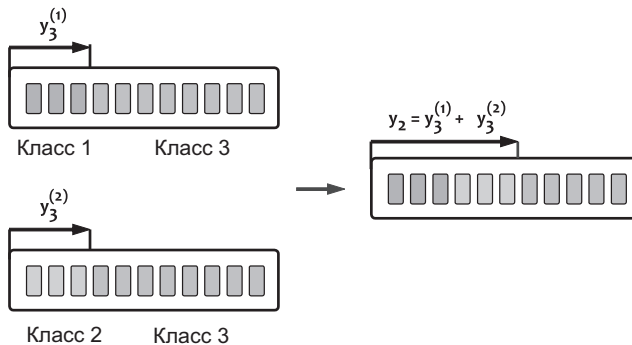 y₃⁽¹⁾
Класс 1 Класс 3
y₃⁽²⁾
Класс 2 Класс 3
y₂ = y₃⁽¹⁾ + y₃⁽²⁾